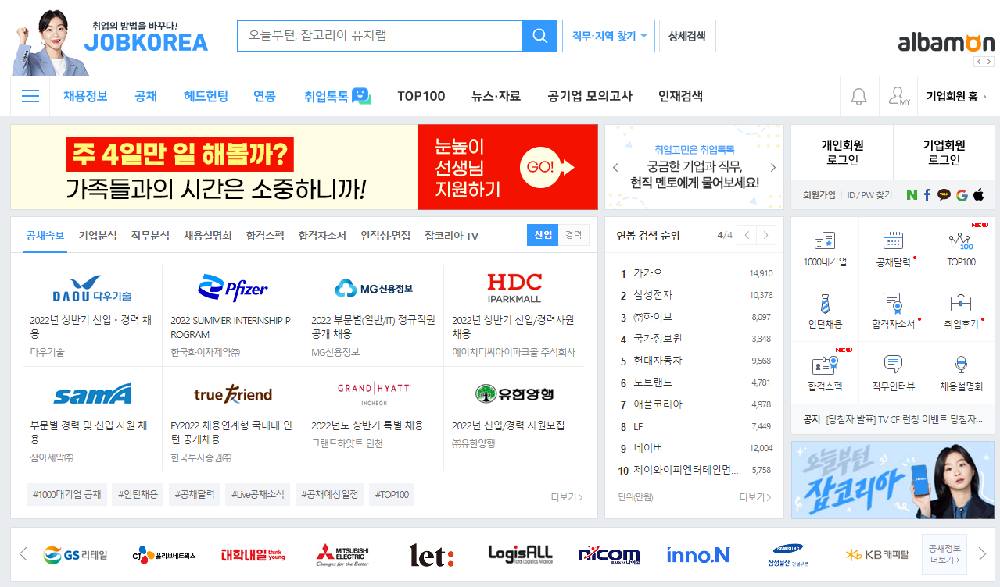 취업의 방법을 바꾸다!
JOBKOREA
오늘부턴, 잡코리아 퓨처랩
직무·지역 찾기
상세검색
albamon
채용정보 공채 헤드헌팅 연봉 취업톡톡 TOP100 뉴스·자료 공기업 모의고사 인재검색
MY
기업회원 홈
주 4일만 일 해볼까?
가족들과의 시간은 소중하니까!
눈높이
선생님
지원하기
GO!
취업고민은 취업톡톡
궁금한 기업과 직무,
현직 멘토에게 물어보세요!
개인회원
로그인
기업회원
로그인
회원가입 ID / PW 찾기
N f TALK G
공채속보 기업분석 직무분석 채용설명회 합격스펙 합격자소서 인적성·면접 잡코리아 TV
신입 경력
DAOU 다우기술
2022년 상반기 신입・경력 채
용
다우기술
Pfizer
2022 SUMMER INTERNSHIP P
ROGRAM
한국화이자제약㈜
MG신용정보
2022 부문별(일반/IT) 정규직원
공개 채용
MG신용정보
HDC
IPARKMALL
2022년 상반기 신입/경력사원
채용
에이치디씨아이파크몰 주식회사
samA
부문별 경력 및 신입 사원 채
용
삼아제약㈜
true Friend
FY2022 채용연계형 국내대 인
턴 공개채용
한국투자증권㈜
GRAND HYATT
INCHEON
2022년도 상반기 특별 채용
그랜드하얏트 인천
유한양행
2022년 신입/경력 사원모집
㈜유한양행
#1000대기업 공채 #인턴채용 #공채달력 #Live공채소식 #공채예상일정 #TOP100
더보기
연봉 검색 순위
4/4
1 카카오 14,910
2 삼성전자 10,376
3 ㈜하이브 8,097
4 국가정보원 3,348
5 현대자동차 9,568
6 노브랜드 4,781
7 애플코리아 4,978
8 LF 7,449
9 네이버 12,004
10 제이와이피엔터테인먼... 5,758
단위(만원)
더보기
1000대기업
공채달력
NEW
100
TOP100
인턴채용
합격자소서
취업후기
NEW
합격스펙
직무인터뷰
채용설명회
공지 [당첨자 발표] TV CF 런칭 이벤트 당첨자...
오늘부턴
잡코리아
GS 리테일
CJ 올리브네트웍스
대학내일 think young
MITSUBISHI ELECTRIC
Changes for the Better
let:
LogisALL
Total Logistics Alliance
nicom
주식회사 나이콤
inno.N
SAMSUNG
삼성물산 건설부문
KB 캐피탈
공채정보
더보기